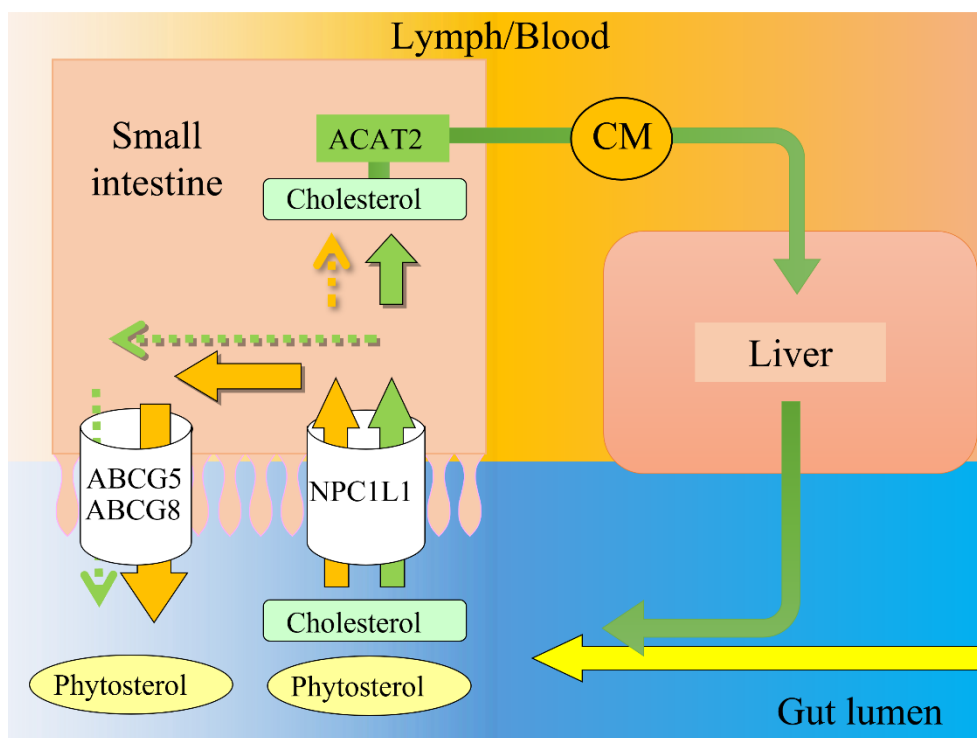 Lymph/Blood
Small
intestine
ACAT2
CM
Cholesterol
Liver
ABCG5
ABCG8
NPC1L1
Cholesterol
Phytosterol
Phytosterol
Gut lumen